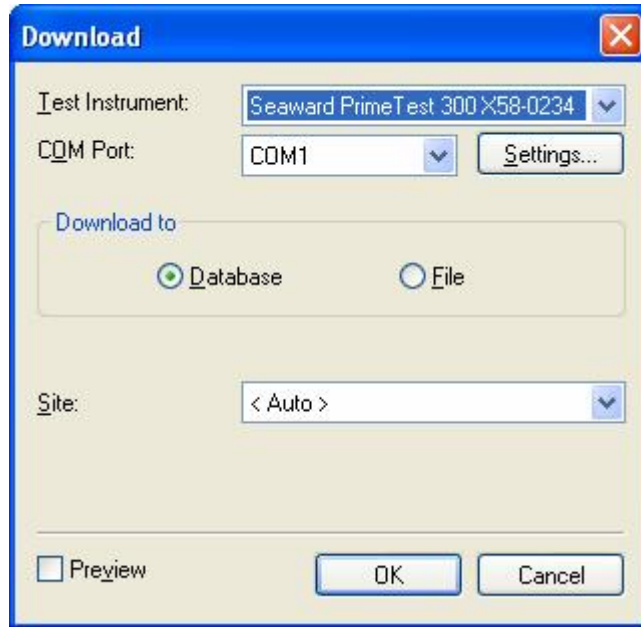 Download
Test Instrument: Seaward PrimeTest 300 X58-0234
COM Port: COM1 Settings...
Download to
Database File
Site: < Auto >
Preview OK Cancel